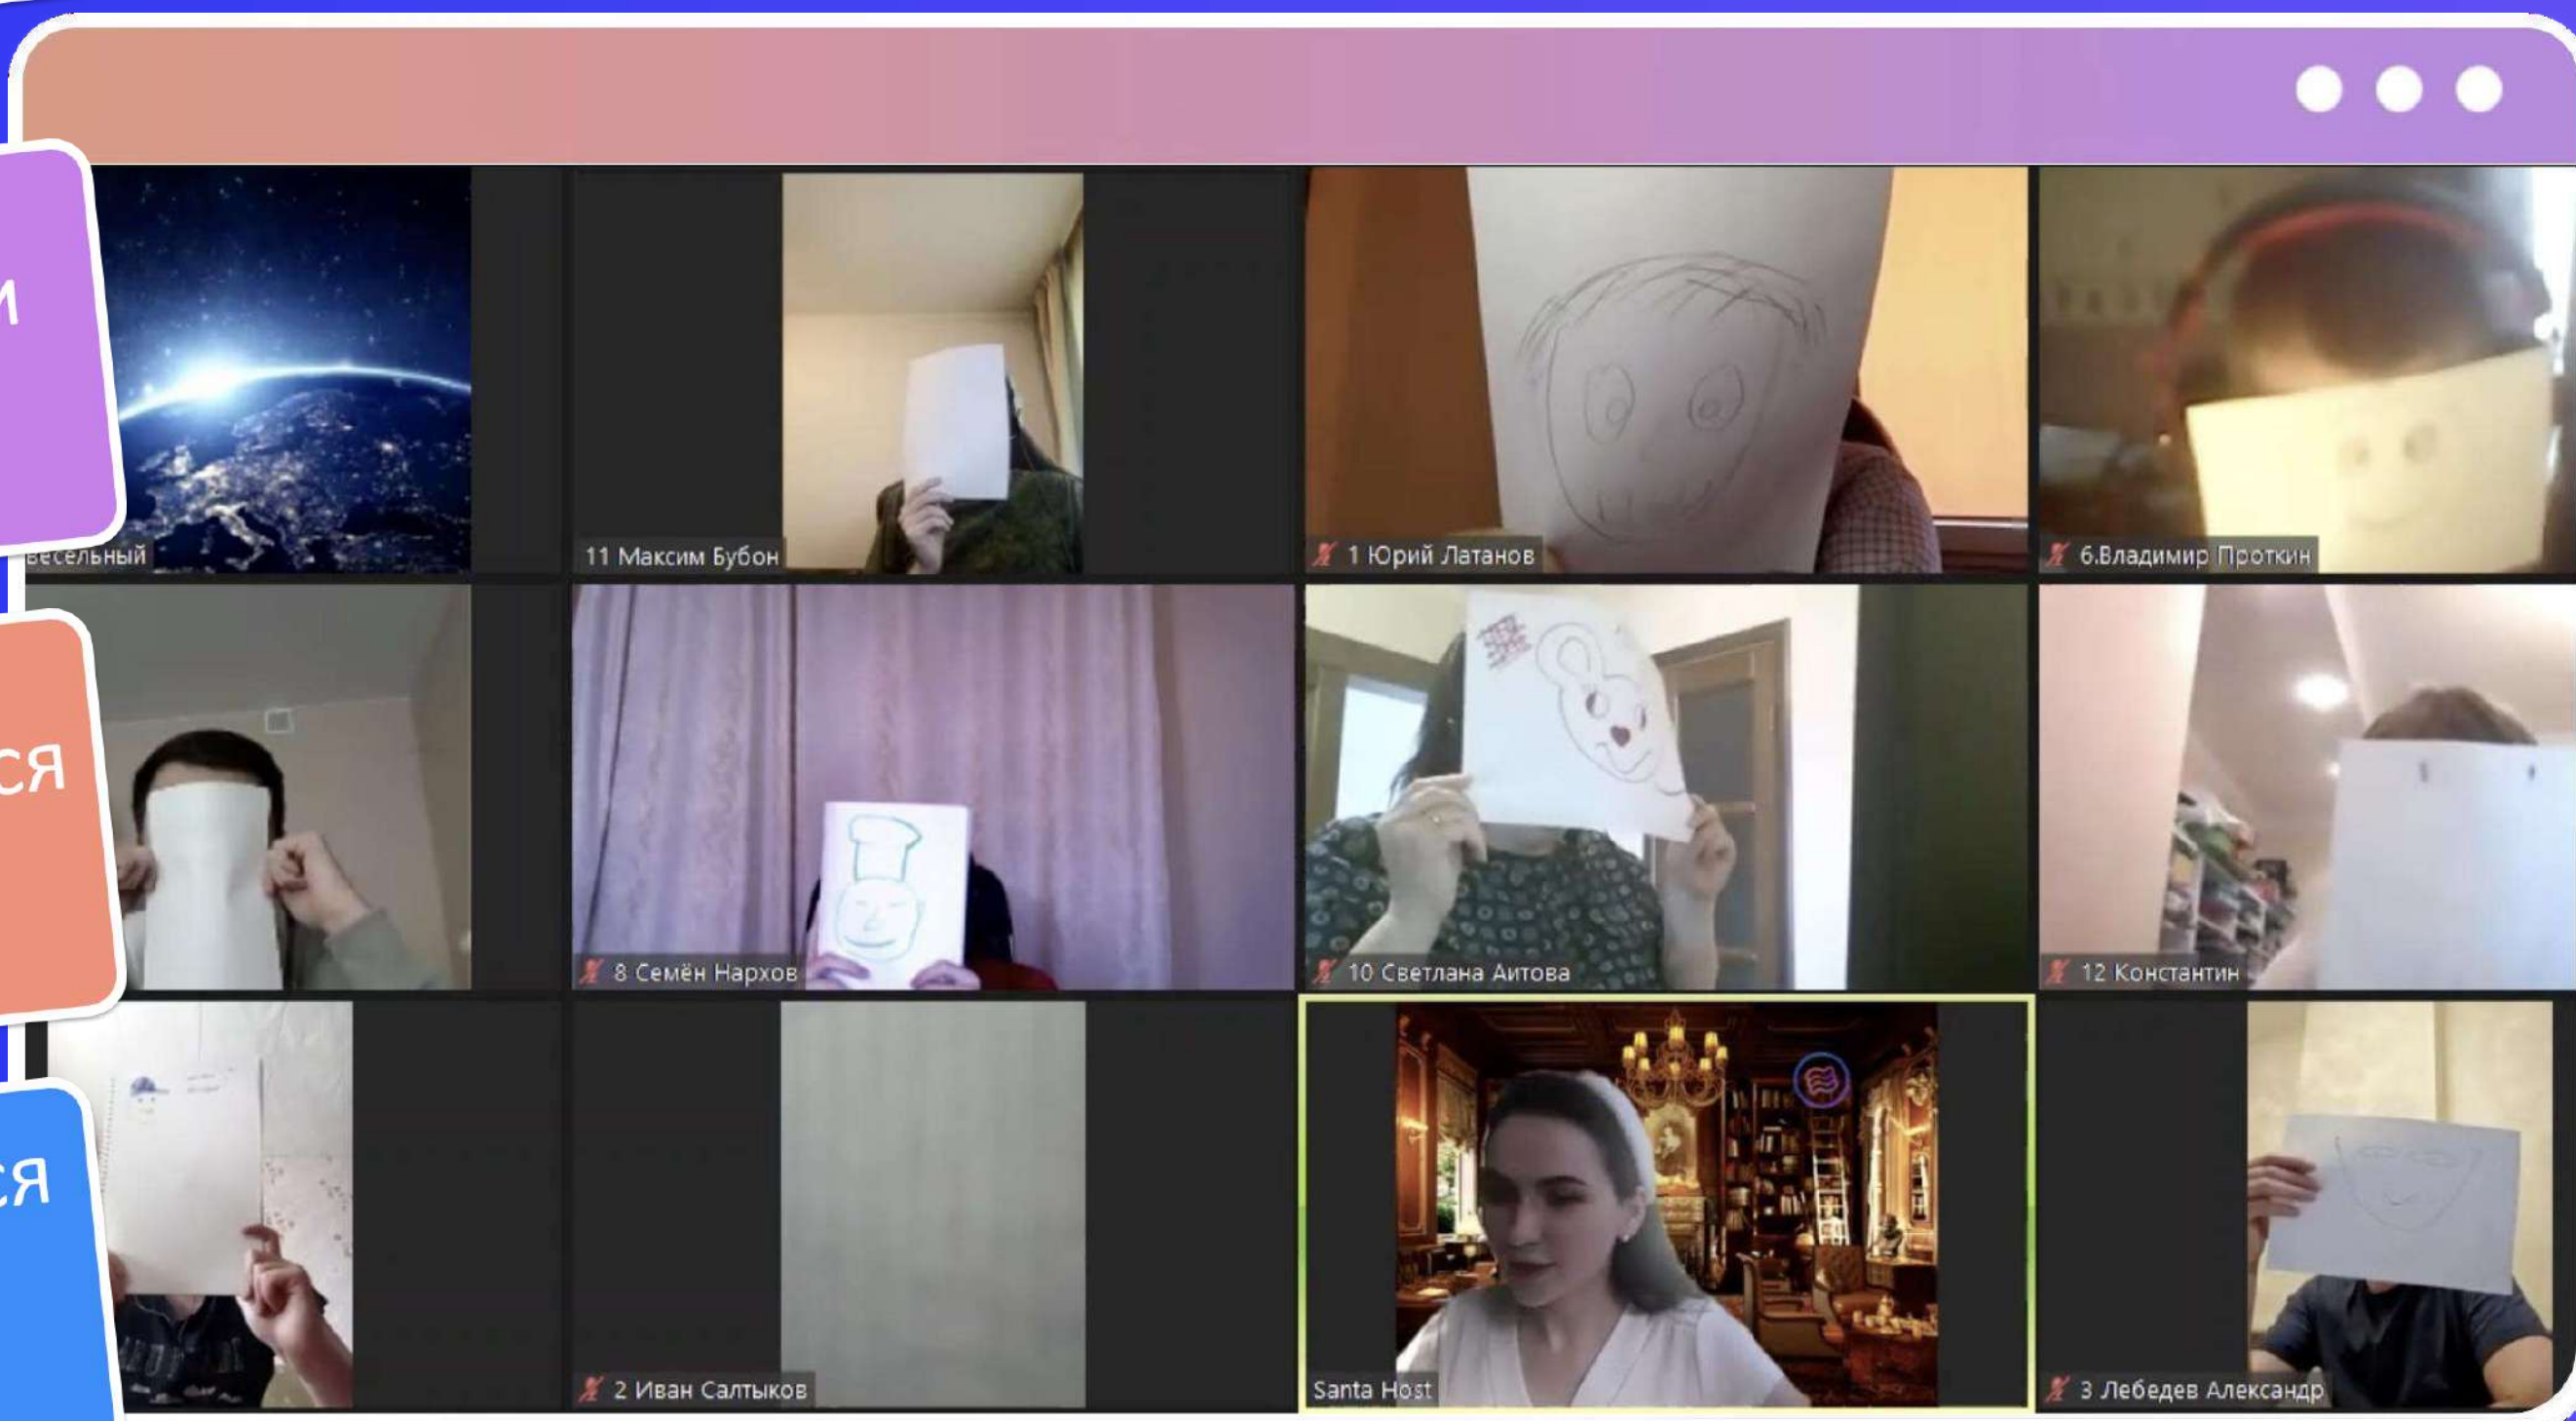 и
весельный
11 Максим Бубон
1 Юрий Латанов
6.Владимир Проткин
ся
8 Семён Нархов
10 Светлана Аитова
12 Константин
ся
2 Иван Салтыков
Santa Host
3 Лебедев Александр